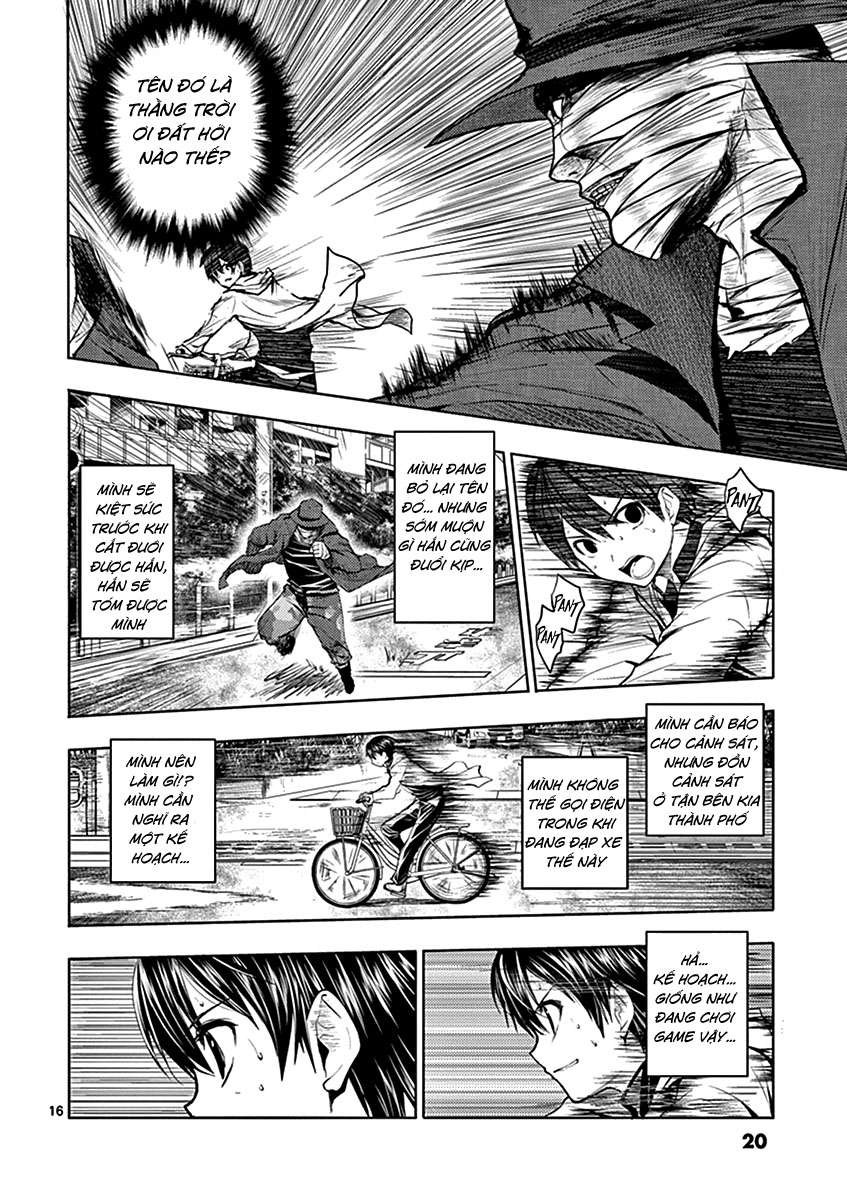 TÊN ĐÓ LÀ
THẰNG TRỜI
ƠI ĐẤT HỠI
NÀO THẾ?
PANT
PANT
PANT
MÌNH ĐANG
BỎ LẠI TÊN
ĐÓ... NHƯNG
SỚM MUỘN
GÌ HẮN CŨNG
ĐUỔI KỊP...
MÌNH SẼ
KIỆT SỨC
TRƯỚC KHI
CẮT ĐUÔI
ĐƯỢC HẮN,
HẮN SẼ
TÓM ĐƯỢC
MÌNH
MÌNH CẦN BÁO
CHO CẢNH SÁT,
NHƯNG ĐỒN
CẢNH SÁT
Ở TẬN BÊN KIA
THÀNH PHỐ
MÌNH KHÔNG
THỂ GỌI ĐIỆN
TRONG KHI
ĐANG ĐẠP XE
THẾ NÀY
MÌNH NÊN
LÀM GÌ!?
MÌNH CẦN
NGHĨ RA
MỘT KẾ
HOẠCH...
HẢ...
KẾ HOẠCH...
GIỐNG NHƯ
ĐANG CHƠI
GAME VẬY...
16
20